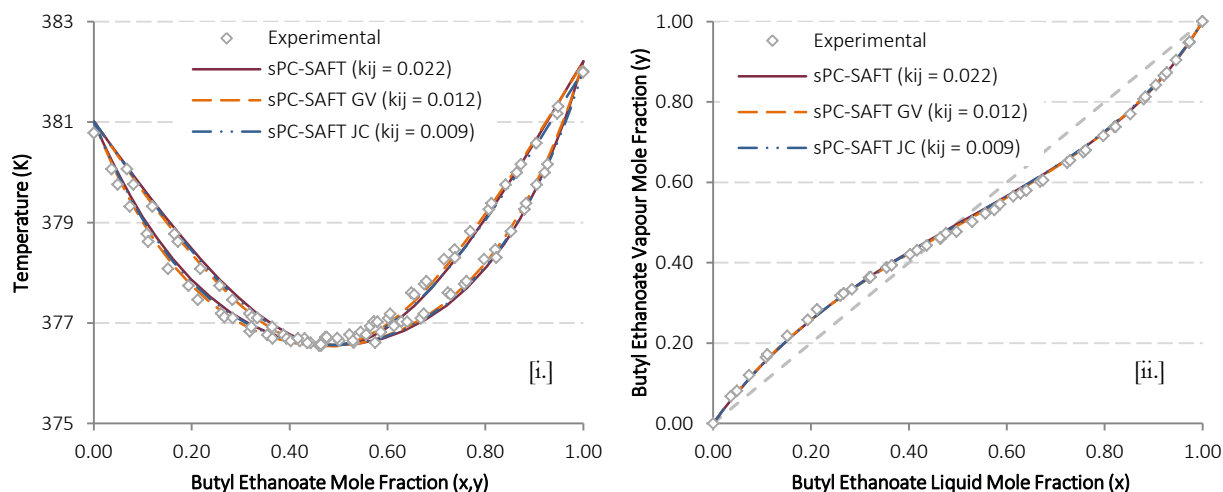 383
381
379
377
375
Temperature (K)
Experimental
sPC-SAFT (kij = 0.022)
sPC-SAFT GV (kij = 0.012)
sPC-SAFT JC (kij = 0.009)
[i.]
0.00 0.20 0.40 0.60 0.80 1.00
Butyl Ethanoate Mole Fraction (x,y)
1.00
0.80
0.60
0.40
0.20
0.00
Butyl Ethanoate Vapour Mole Fraction (y)
Experimental
sPC-SAFT (kij = 0.022)
sPC-SAFT GV (kij = 0.012)
sPC-SAFT JC (kij = 0.009)
[ii.]
0.00 0.20 0.40 0.60 0.80 1.00
Butyl Ethanoate Liquid Mole Fraction (x)